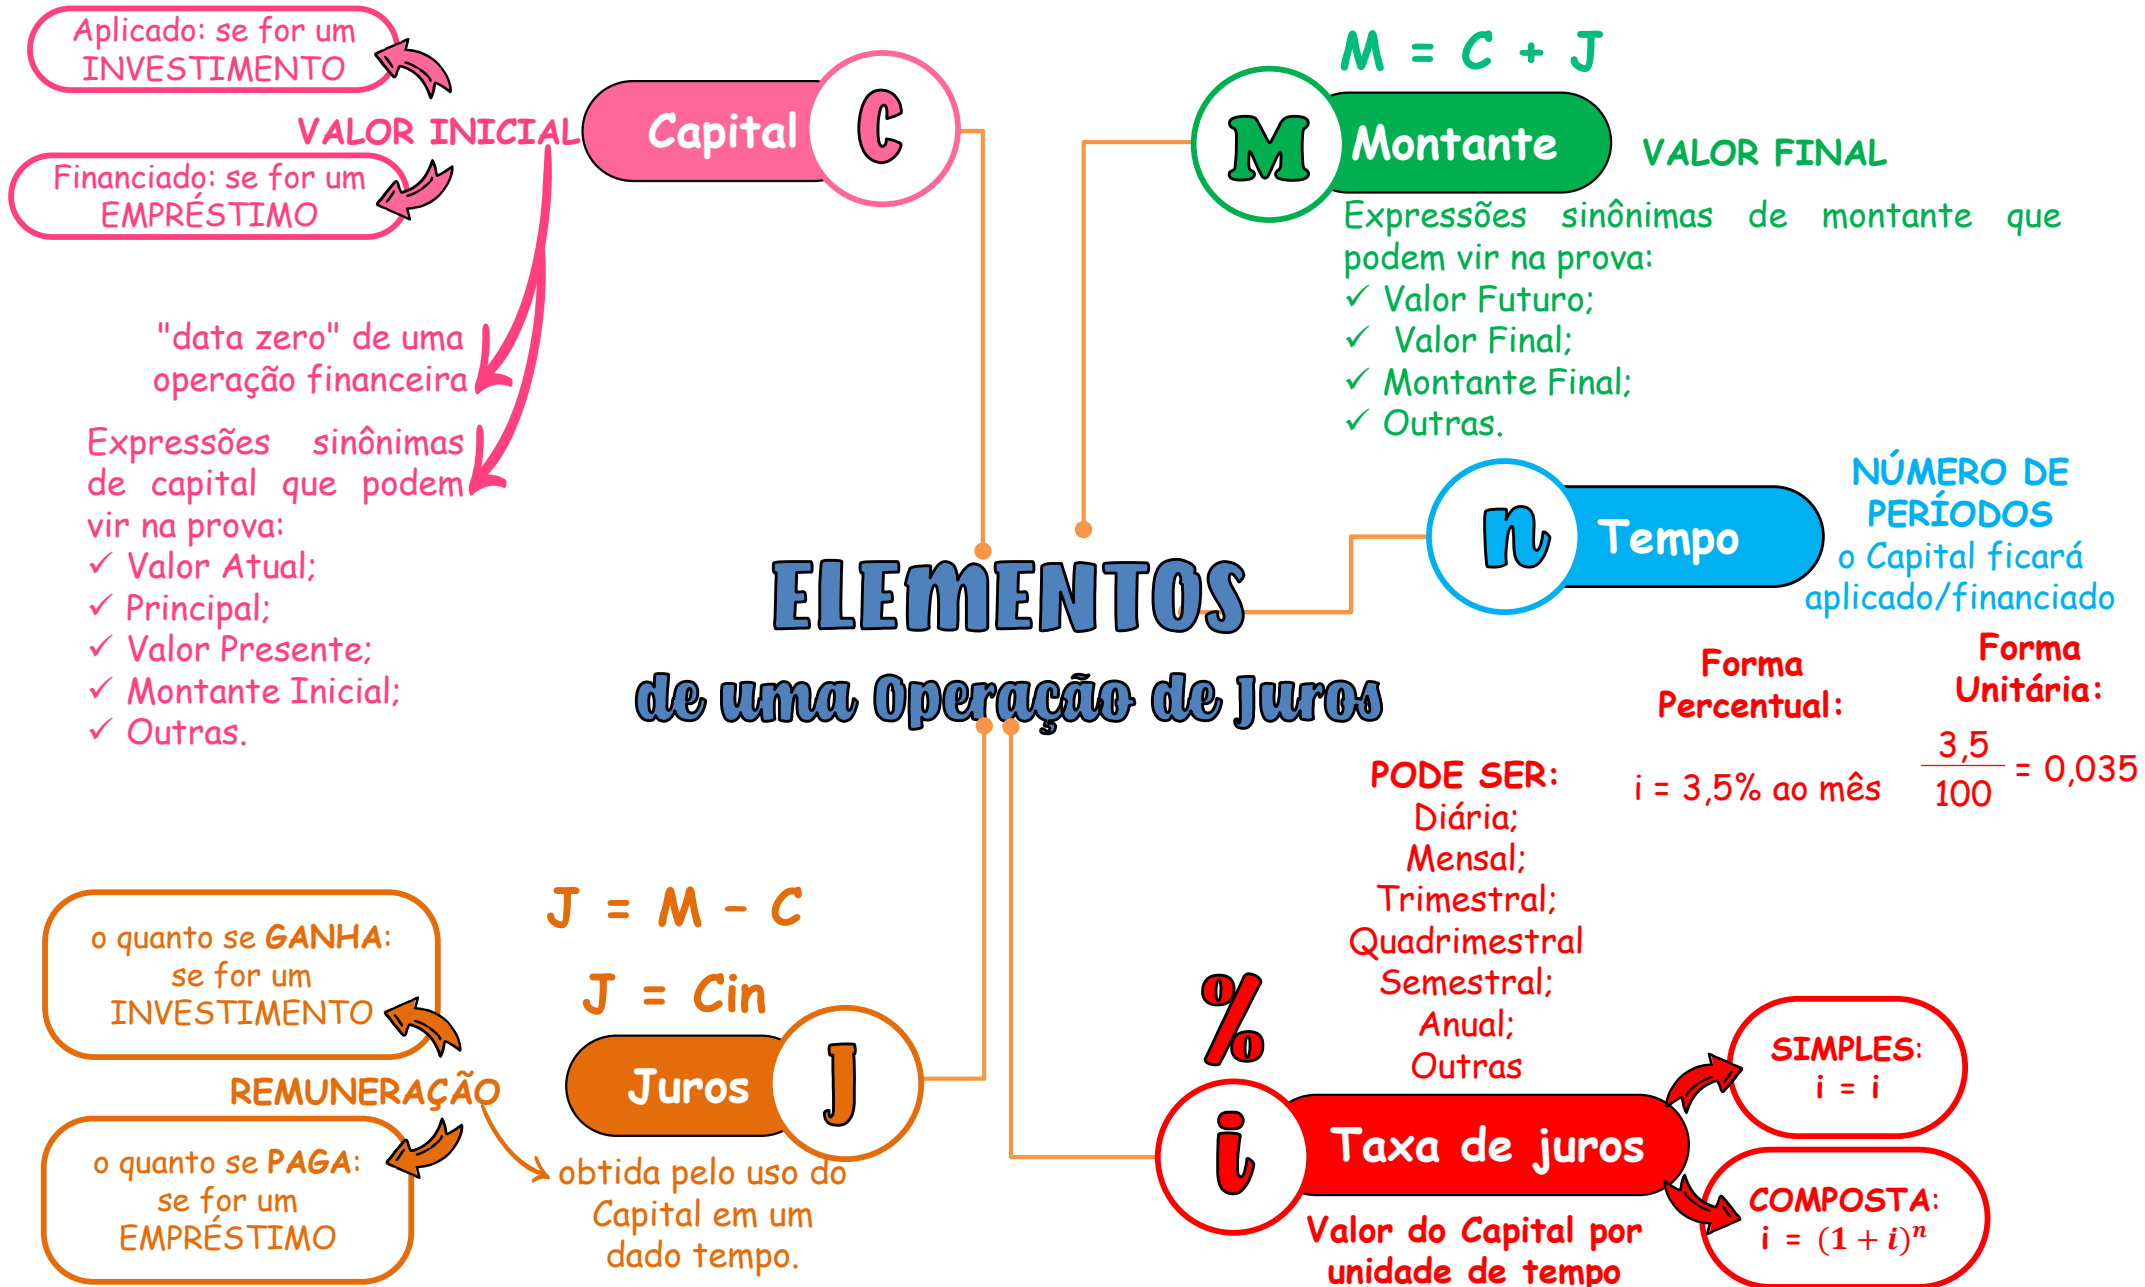 Aplicado: se for um
INVESTIMENTO
VALOR INICIAL
Financiado: se for um
EMPRÉSTIMO
Capital
C
"data zero" de uma
operação financeira
Expressões sinônimas
de capital que podem
vir na prova:
✓ Valor Atual;
✓ Principal;
✓ Valor Presente;
✓ Montante Inicial;
✓ Outras.
M = C + J
M
Montante
VALOR FINAL
Expressões sinônimas de montante que
podem vir na prova:
✓ Valor Futuro;
✓ Valor Final;
✓ Montante Final;
✓ Outras.
n
Tempo
NÚMERO DE
PERÍODOS
o Capital ficará
aplicado/financiado
ELEMENTOS
de uma Operação de Juros
Forma
Percentual:
i = 3,5% ao mês
Forma
Unitária:
3,5
100
= 0,035
PODE SER:
Diária;
Mensal;
Trimestral;
Quadrimestral
Semestral;
Anual;
Outras
%
i
Taxa de juros
Valor do Capital por
unidade de tempo
SIMPLES:
i = i
COMPOSTA:
i = (1 + i)ⁿ
J = M – C
J = Cin
Juros
J
o quanto se GANHA:
se for um
INVESTIMENTO
REMUNERAÇÃO
o quanto se PAGA:
se for um
EMPRÉSTIMO
obtida pelo uso do
Capital em um
dado tempo.